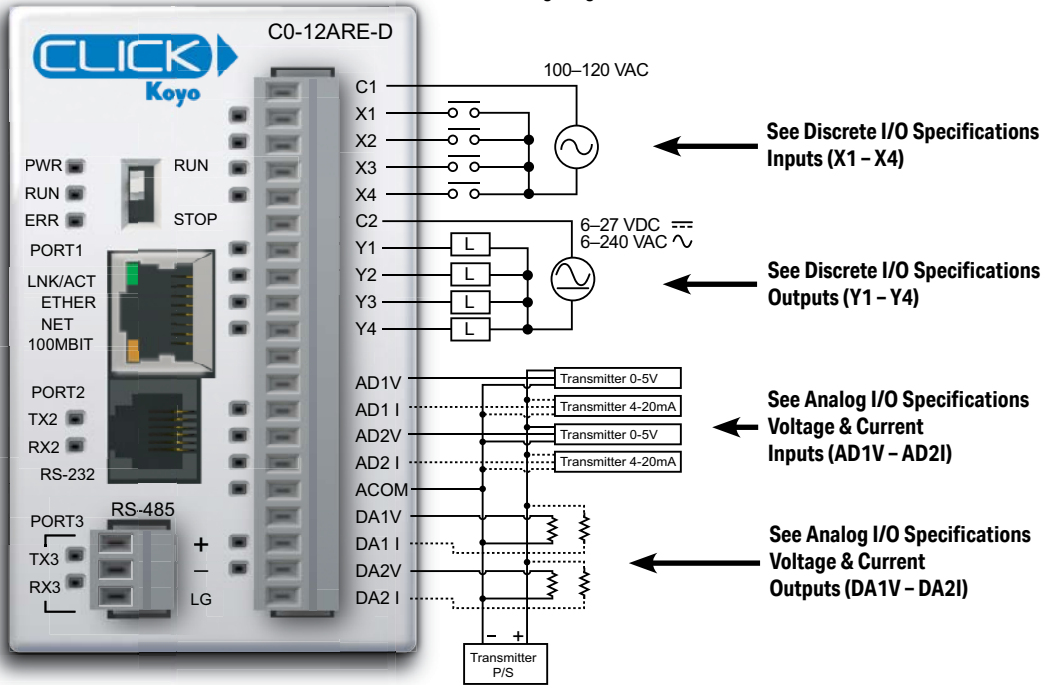 C0-12ARE-D
CLICK
Koyo
PWR
RUN
RUN
STOP
ERR
PORT1
LNK/ACT
ETHER
NET
100MBIT
PORT2
TX2
RX2
RS-232
PORT3
RS-485
TX3
RX3
+
–
LG
C1
X1
X2
X3
X4
C2
Y1
Y2
Y3
Y4
AD1V
AD1 I
AD2V
AD2 I
ACOM
DA1V
DA1 I
DA2V
DA2 I
100–120 VAC
6–27 VDC
6–240 VAC
L
L
L
L
Transmitter 0-5V
Transmitter 4-20mA
Transmitter 0-5V
Transmitter 4-20mA
– +
Transmitter
P/S
See Discrete I/O Specifications
Inputs (X1 – X4)
See Discrete I/O Specifications
Outputs (Y1 – Y4)
See Analog I/O Specifications
Voltage & Current
Inputs (AD1V – AD2I)
See Analog I/O Specifications
Voltage & Current
Outputs (DA1V – DA2I)